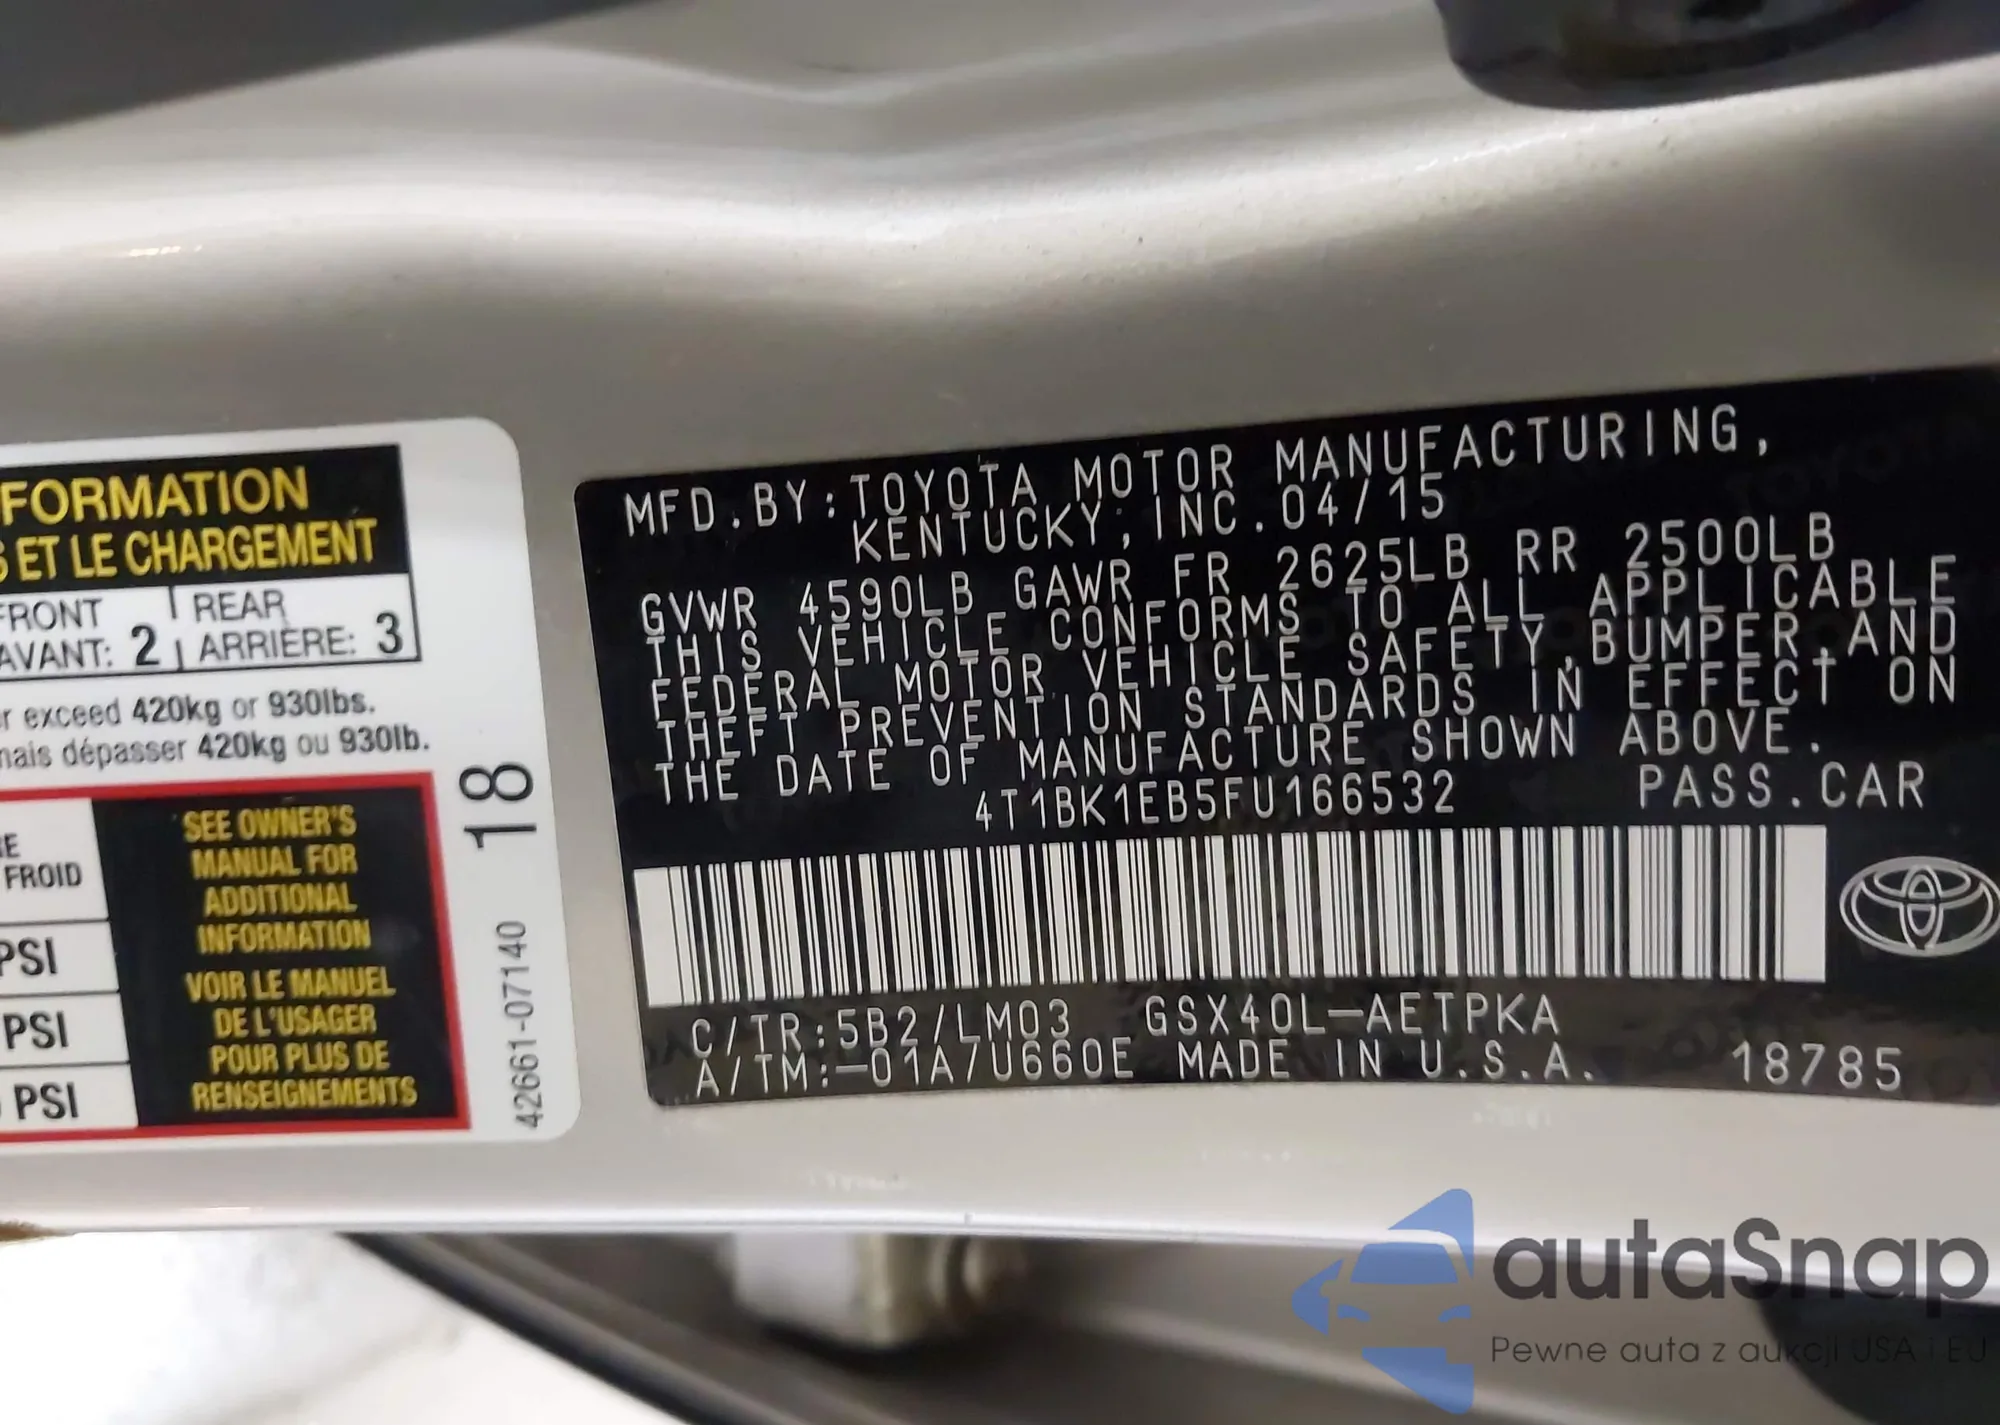 FORMATION
S ET LE CHARGEMENT
FRONT
AVANT: 2
REAR
ARRIÈRE: 3
r exceed 420kg or 930lbs.
mais dépasser 420kg ou 930lb.
FROID
PSI
PSI
PSI
SEE OWNER'S
MANUAL FOR
ADDITIONAL
INFORMATION
VOIR LE MANUEL
DE L'USAGER
POUR PLUS DE
RENSEIGNEMENTS
18
42661-07140
MFD.BY:TOYOTA MOTOR MANUFACTURING,
KENTUCKY, INC.04/15
GVWR 4590LB GAWR FR 2625LB RR 2500LB
THIS VEHICLE CONFORMS TO ALL APPLICABLE
FEDERAL MOTOR VEHICLE SAFETY,BUMPER,AND
THEFT PREVENTION STANDARDS IN EFFECT ON
THE DATE OF MANUFACTURE SHOWN ABOVE.
4T1BK1EB5FU166532 PASS.CAR
C/TR:5B2/LM03 GSX40L-AETPKA
A/TM:-01A/U660E MADE IN U.S.A. 18785
autaSnap
Pewne auta z aukcji USA i EU